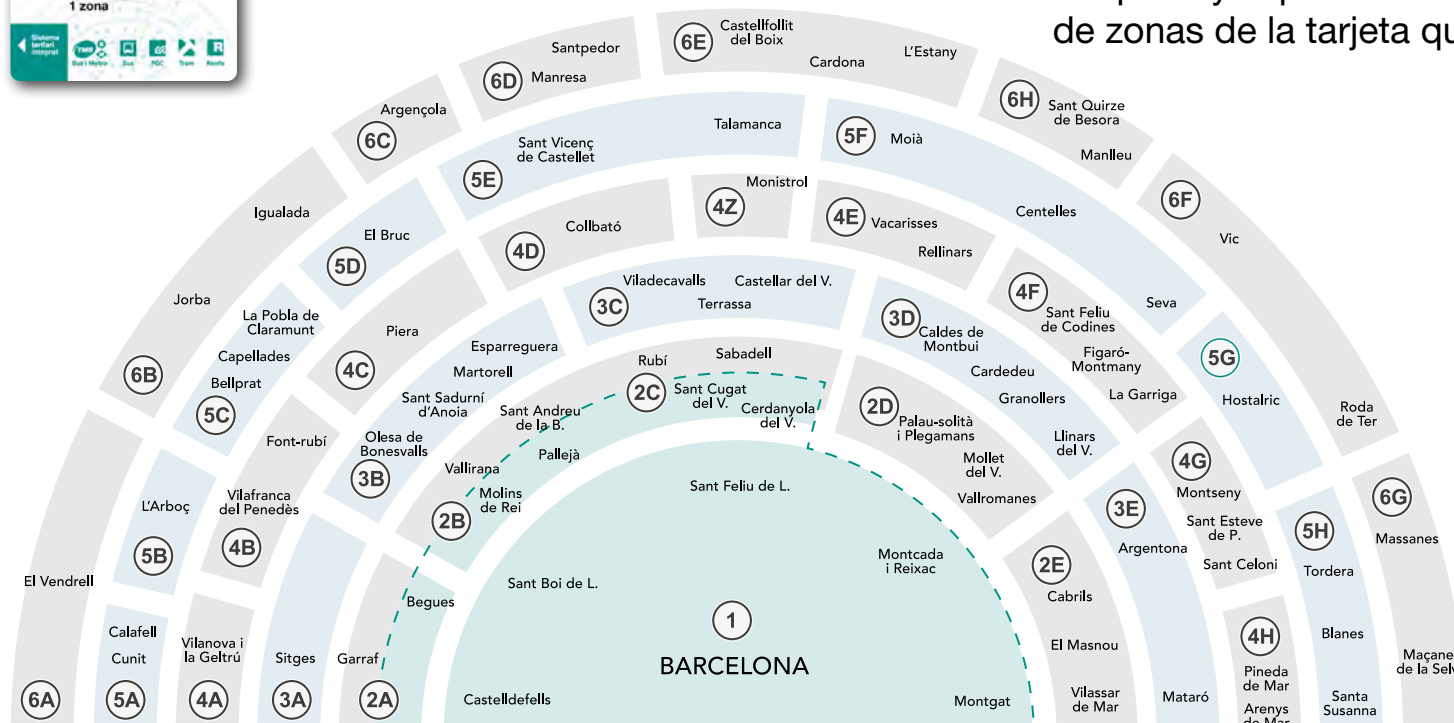 1 zona
Sistema
tarifari
integrat
TMB
Bus i Metro
Bus
FGC
Tram
R
Renfe
de zonas de la tarjeta qu
6E
Castellfollit
del Boix
L'Estany
Cardona
Santpedor
6D
Manresa
6H
Sant Quirze
de Besora
Manlleu
Argençola
6C
Talamanca
5F
Moià
Sant Vicenç
de Castellet
5E
Monistrol
4Z
6F
Vic
Igualada
El Bruc
5D
Collbató
4D
4E
Vacarisses
Rellinars
Centelles
Seva
Jorba
6B
La Pobla de
Claramunt
Capellades
Bellprat
5C
Piera
4C
Viladecavalls
Castellar del V.
3C
Terrassa
4F
Sant Feliu
de Codines
Figaró-
Montmany
La Garriga
3D
Caldes de
Montbui
Cardedeu
Granollers
Llinars
del V.
5G
Hostalric
Roda
de Ter
Esparreguera
Martorell
Sant Sadurní
d'Anoia
Olesa de
Bonesvalls
3B
Rubí
Sabadell
2C
Sant Cugat
del V.
Cerdanyola
del V.
Sant Andreu
de la B.
Pallejà
Vallirana
Molins
de Rei
2B
2D
Palau-solità
i Plegamans
Mollet
del V.
Vallromanes
Font-rubí
Vilafranca
del Penedès
4B
L'Arboç
5B
4G
Montseny
Sant Esteve
de P.
Sant Celoni
6G
Massanes
3E
Argentona
5H
Tordera
Sant Feliu de L.
Montcada
i Reixac
Sant Boi de L.
El Vendrell
Begues
2E
Cabrils
1
BARCELONA
Calafell
Cunit
Vilanova i
la Geltrú
Sitges
Garraf
El Masnou
4H
Pineda
de Mar
Arenys
de Mar
Blanes
Maçane
de la Selv
6A
5A
4A
3A
2A
Castelldefells
Montgat
Vilassar
de Mar
Mataró
Santa
Susanna